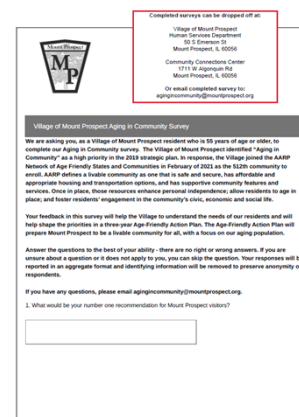 Completed surveys can be dropped off at:
Village of Mount Prospect
Human Services Department
50 S Emerson St
Mount Prospect, IL 60056
Community Connections Center
1711 W Algonquin Rd
Mount Prospect, IL 60056
Or email completed survey to:
agingincommunity@mountprospect.org
Mount Prospect
MP
Village of Mount Prospect Aging in Community Survey
We are asking you, as a Village of Mount Prospect resident who is 55 years of age or older, to
complete our Aging in Community survey. The Village of Mount Prospect identified "Aging in
Community" as a high priority in the 2019 strategic plan. In response, the Village joined the AARP
Network of Age Friendly States and Communities in February of 2021 as the 512th community to
enroll. AARP defines a livable community as one that is safe and secure, has affordable and
appropriate housing and transportation options, and has supportive community features and
services. Once in place, those resources enhance personal independence; allow residents to age in
place; and foster residents' engagement in the community's civic, economic and social life.
Your feedback in this survey will help the Village to understand the needs of our residents and will
help shape the priorities in a three-year Age-Friendly Action Plan. The Age-Friendly Action Plan will
prepare Mount Prospect to be a livable community for all, with a focus on our aging population.
Answer the questions to the best of your ability - there are no right or wrong answers. If you are
unsure about a question or it does not apply to you, you can skip the question. Your responses will b
reported in an aggregate format and identifying information will be removed to preserve anonymity o
respondents.
If you have any questions, please email agingincommunity@mountprospect.org.
1. What would be your number one recommendation for Mount Prospect visitors?